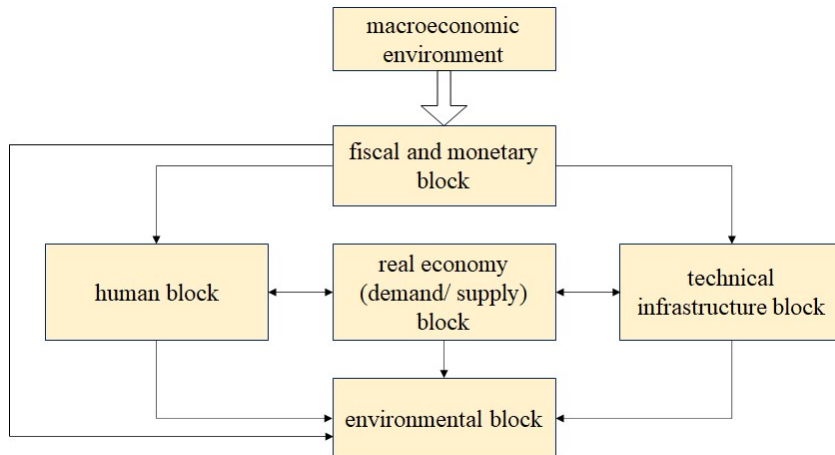 macroeconomic
environment
fiscal and monetary
block
human block
real economy
(demand/ supply)
block
technical
infrastructure block
environmental block